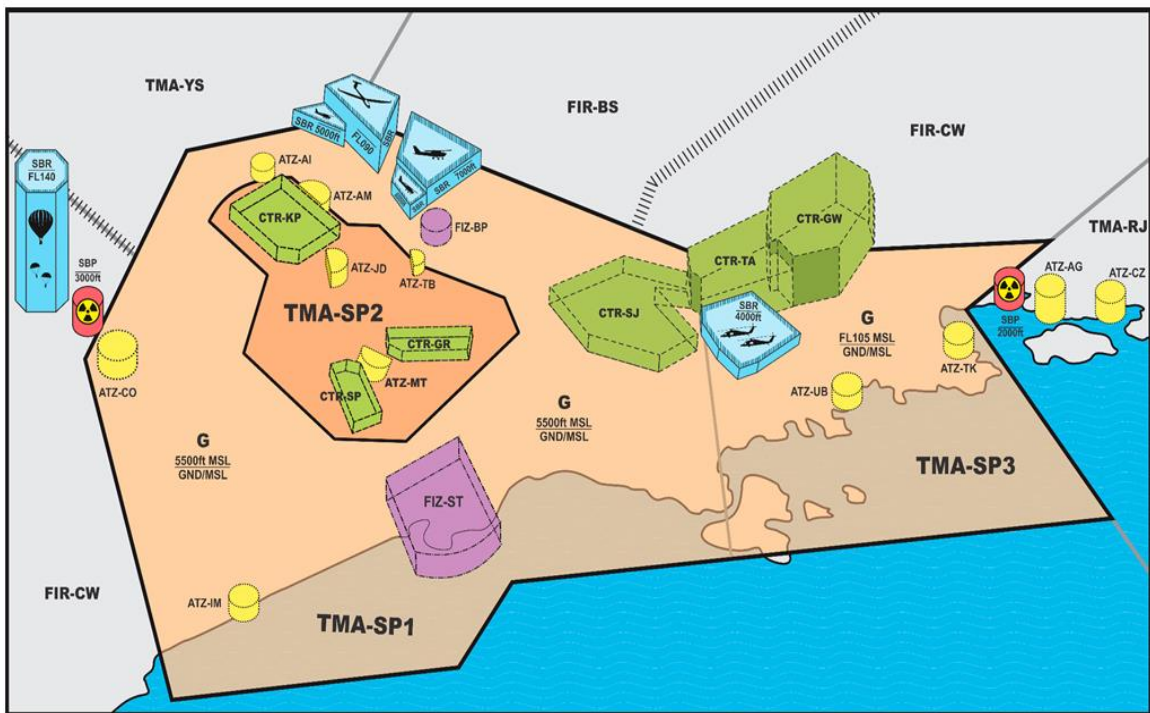 TMA-YS
FIR-BS
FIR-CW
SBR 5000ft
FL090
SBR
SBR
7000ft
SBR
SBR
FL140
ATZ-AI
ATZ-AM
CTR-KP
FIZ-BP
CTR-GW
CTR-TA
TMA-RJ
SBP
3000ft
ATZ-JD
ATZ-TB
ATZ-AG
ATZ-CZ
TMA-SP2
CTR-SJ
SBR
4000ft
G
FL105 MSL
GND/MSL
SBP
2000ft
CTR-GR
ATZ-MT
CTR-SP
ATZ-CO
ATZ-TK
ATZ-UB
G
5500ft MSL
GND/MSL
G
5500ft MSL
GND/MSL
TMA-SP3
FIZ-ST
FIR-CW
ATZ-IM
TMA-SP1